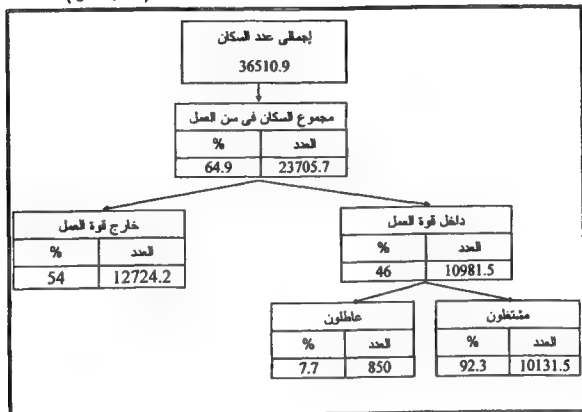 إجمالى عدد السكان
36510.9
مجموع السكان فى سن العمل
العدد %
23705.7 64.9
داخل قوة العمل
العدد %
10981.5 46
خارج قوة العمل
العدد %
12724.2 54
مشتغلون
العدد %
10131.5 92.3
عاطلون
العدد %
850 7.7